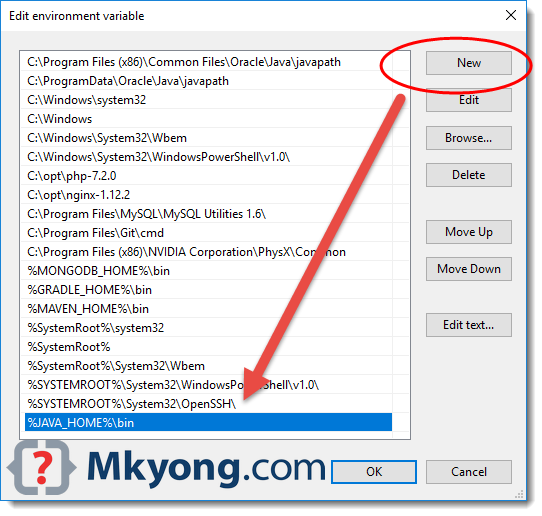 Edit environment variable
C:\Program Files (x86)\Common Files\Oracle\Java\javapath
C:\ProgramData\Oracle\Java\javapath
C:\Windows\system32
C:\Windows
C:\Windows\System32\Wbem
C:\Windows\System32\WindowsPowerShell\v1.0\
C:\opt\php-7.2.0
C:\opt\nginx-1.12.2
C:\Program Files\MySQL\MySQL Utilities 1.6\
C:\Program Files\Git\cmd
C:\Program Files (x86)\NVIDIA Corporation\PhysX\Common
%MONGODB_HOME%\bin
%GRADLE_HOME%\bin
%MAVEN_HOME%\bin
%SystemRoot%\system32
%SystemRoot%
%SystemRoot%\System32\Wbem
%SYSTEMROOT%\System32\WindowsPowerShell\v1.0\
%SYSTEMROOT%\System32\OpenSSH\
%JAVA_HOME%\bin
New
Edit
Browse...
Delete
Move Up
Move Down
Edit text...
{?} Mkyong.com
OK
Cancel